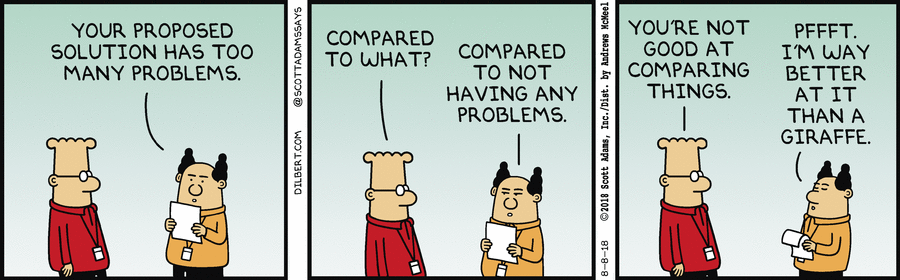 YOUR PROPOSED
SOLUTION HAS TOO
MANY PROBLEMS.
DILBERT.COM @SCOTTADAMSSAYS
COMPARED
TO WHAT?
COMPARED
TO NOT
HAVING ANY
PROBLEMS.
8-8-18 ©2018 Scott Adams, Inc./Dist. by Andrews McMeel
YOU'RE NOT
GOOD AT
COMPARING
THINGS.
PFFFT.
I'M WAY
BETTER
AT IT
THAN A
GIRAFFE.